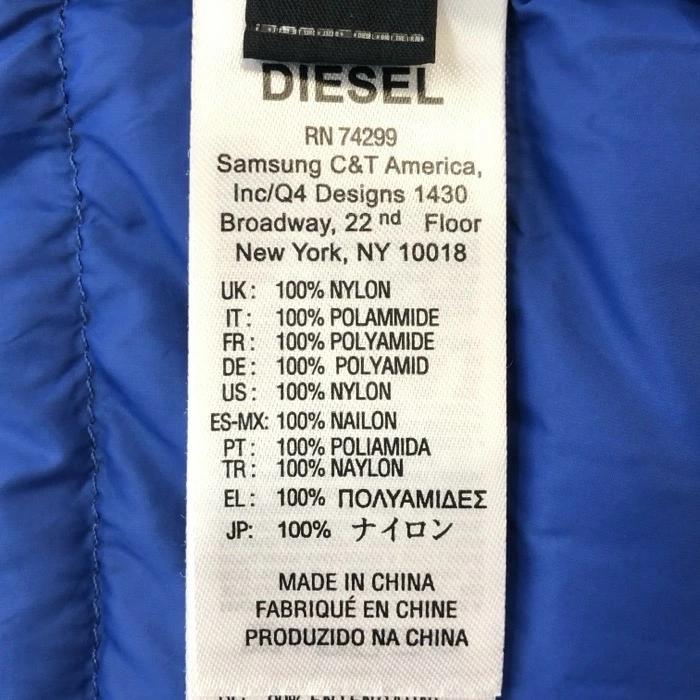 DIESEL
RN 74299
Samsung C&T America,
Inc/Q4 Designs 1430
Broadway, 22 nd Floor
New York, NY 10018
UK: 100% NYLON
IT: 100% POLAMMIDE
FR: 100% POLYAMIDE
DE: 100% POLYAMID
US: 100% NYLON
ES-MX: 100% NAILON
PT: 100% POLIAMIDA
TR: 100% NAYLON
EL: 100% ΠΟΛΥΑΜΙΔΕΣ
JP: 100% ナイロン
MADE IN CHINA
FABRIQUÉ EN CHINE
PRODUZIDO NA CHINA